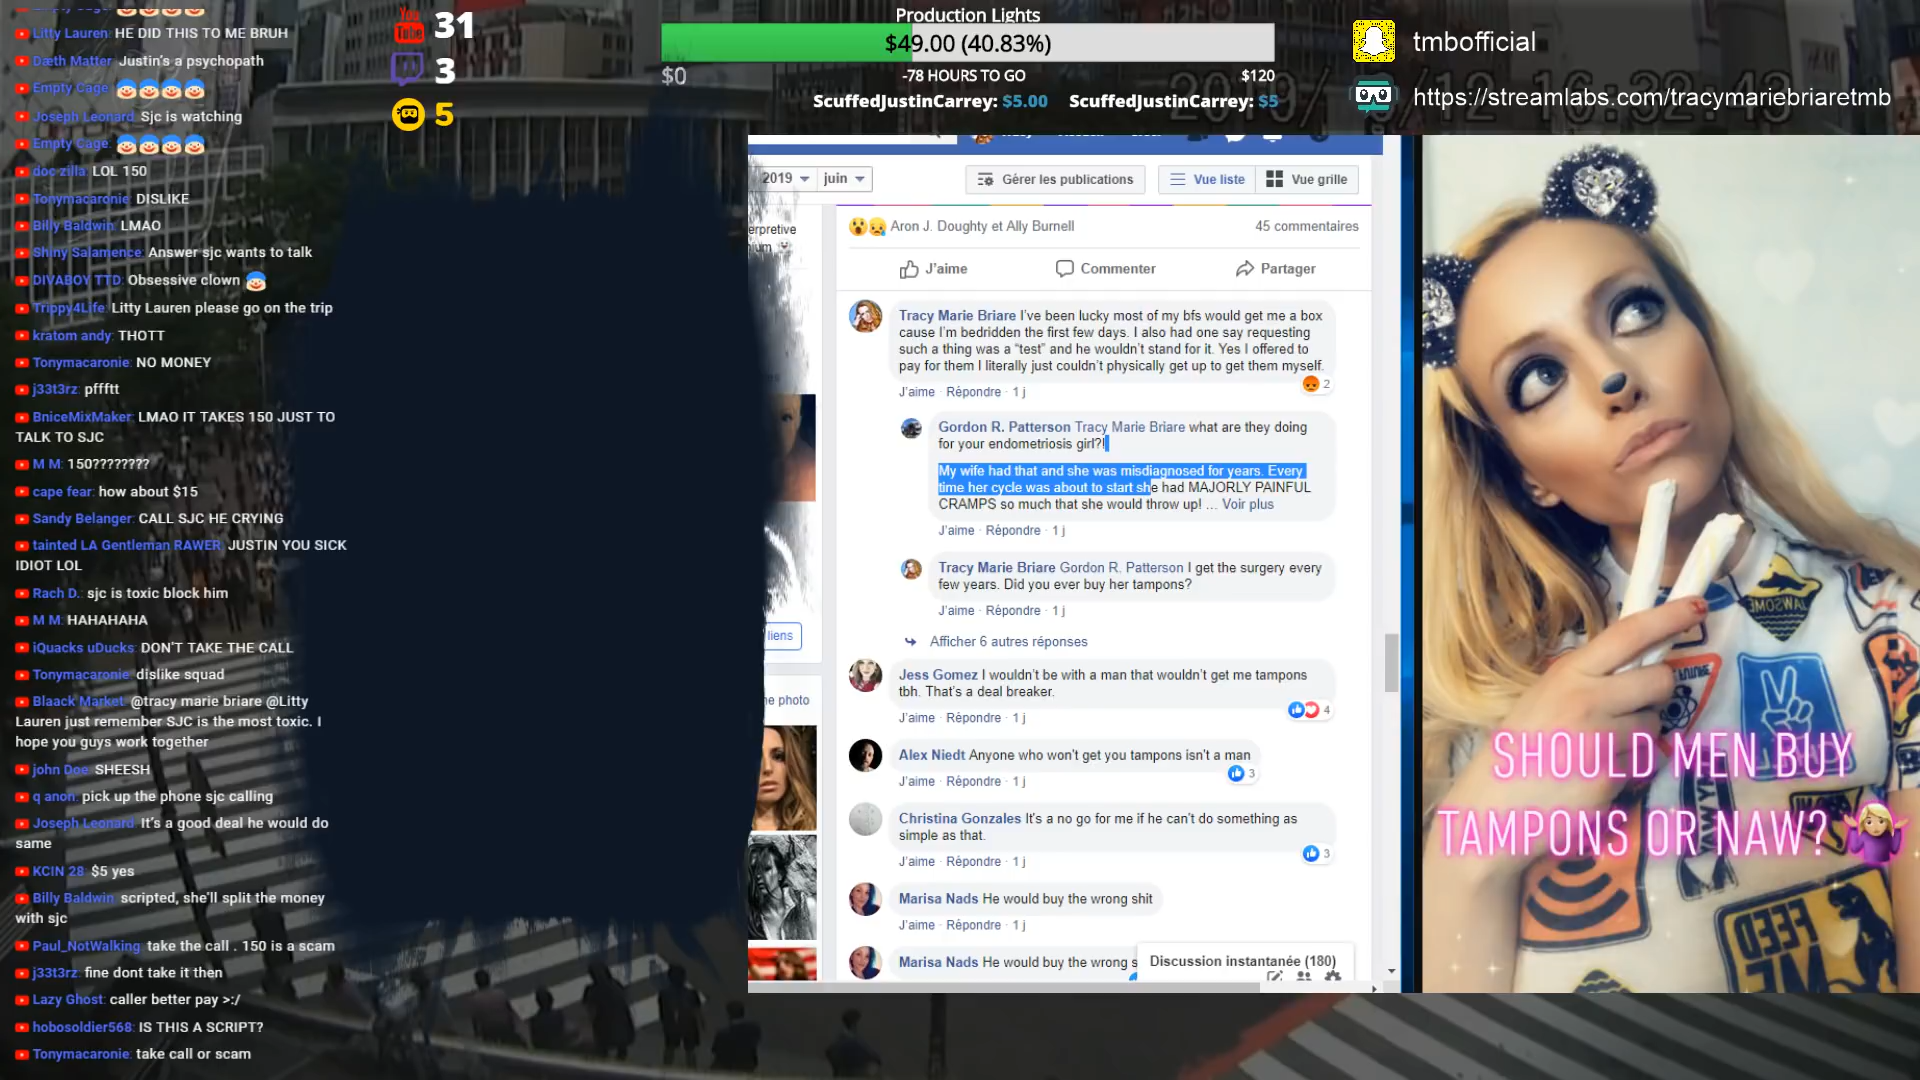 Litty Lauren: HE DID THIS TO ME BRUH
Dæth Matter: Justin's a psychopath
Empty Cage:
Joseph Leonard: Sjc is watching
Empty Cage:
doc zilla: LOL 150
Tonymacaronie: DISLIKE
Billy Baldwin: LMAO
Shiny Salamence: Answer sjc wants to talk
DIVABOY TTD: Obsessive clown
Trippy4Life: Litty Lauren please go on the trip
kratom andy: THOTT
Tonymacaronie: NO MONEY
j33t3rz: pffftt
BniceMixMaker: LMAO IT TAKES 150 JUST TO
TALK TO SJC
M M: 150????????
cape fear: how about $15
Sandy Belanger: CALL SJC HE CRYING
tainted LA Gentleman RAWER: JUSTIN YOU SICK
IDIOT LOL
Rach D.: sjc is toxic block him
M M: HAHAHAHA
iQuacks uDucks: DON'T TAKE THE CALL
Tonymacaronie: dislike squad
Blaack Market: @tracy marie briare @Litty
Lauren just remember SJC is the most toxic. I
hope you guys work together
john Doe: SHEESH
q anon: pick up the phone sjc calling
Joseph Leonard: It's a good deal he would do
same
KCIN 28: $5 yes
Billy Baldwin: scripted, she'll split the money
with sjc
Paul_NotWalking: take the call . 150 is a scam
j33t3rz: fine dont take it then
Lazy Ghost: caller better pay >:/
hobosoldier568: IS THIS A SCRIPT?
Tonymacaronie: take call or scam
You Tube 31
3
5
Production Lights
$49.00 (40.83%)
$0 -78 HOURS TO GO $120
ScuffedJustinCarrey: $5.00 ScuffedJustinCarrey: $5
tmbofficial
https://streamlabs.com/tracymariebriaretmb
16:32:43
2019 juin Gérer les publications Vue liste Vue grille
erpretive
liens
ne photo
Aron J. Doughty et Ally Burnell 45 commentaires
J'aime Commenter Partager
Tracy Marie Briare I've been lucky most of my bfs would get me a box
cause I'm bedridden the first few days. I also had one say requesting
such a thing was a “test” and he wouldn't stand for it. Yes I offered to
pay for them I literally just couldn't physically get up to get them myself.
2
J'aime · Répondre · 1 j
Gordon R. Patterson Tracy Marie Briare what are they doing
for your endometriosis girl?!
My wife had that and she was misdiagnosed for years. Every
time her cycle was about to start she had MAJORLY PAINFUL
CRAMPS so much that she would throw up! ... Voir plus
J'aime · Répondre · 1 j
Tracy Marie Briare Gordon R. Patterson I get the surgery every
few years. Did you ever buy her tampons?
J'aime · Répondre · 1 j
Afficher 6 autres réponses
Jess Gomez I wouldn't be with a man that wouldn't get me tampons
tbh. That's a deal breaker.
4
J'aime · Répondre · 1 j
Alex Niedt Anyone who won't get you tampons isn't a man
3
J'aime · Répondre · 1 j
Christina Gonzales It's a no go for me if he can't do something as
simple as that.
3
J'aime · Répondre · 1 j
Marisa Nads He would buy the wrong shit
J'aime · Répondre · 1 j
Marisa Nads He would buy the wrong s
Discussion instantanée (180)
SHOULD MEN BUY
TAMPONS OR NAW?
AWSOME
FEED
ME